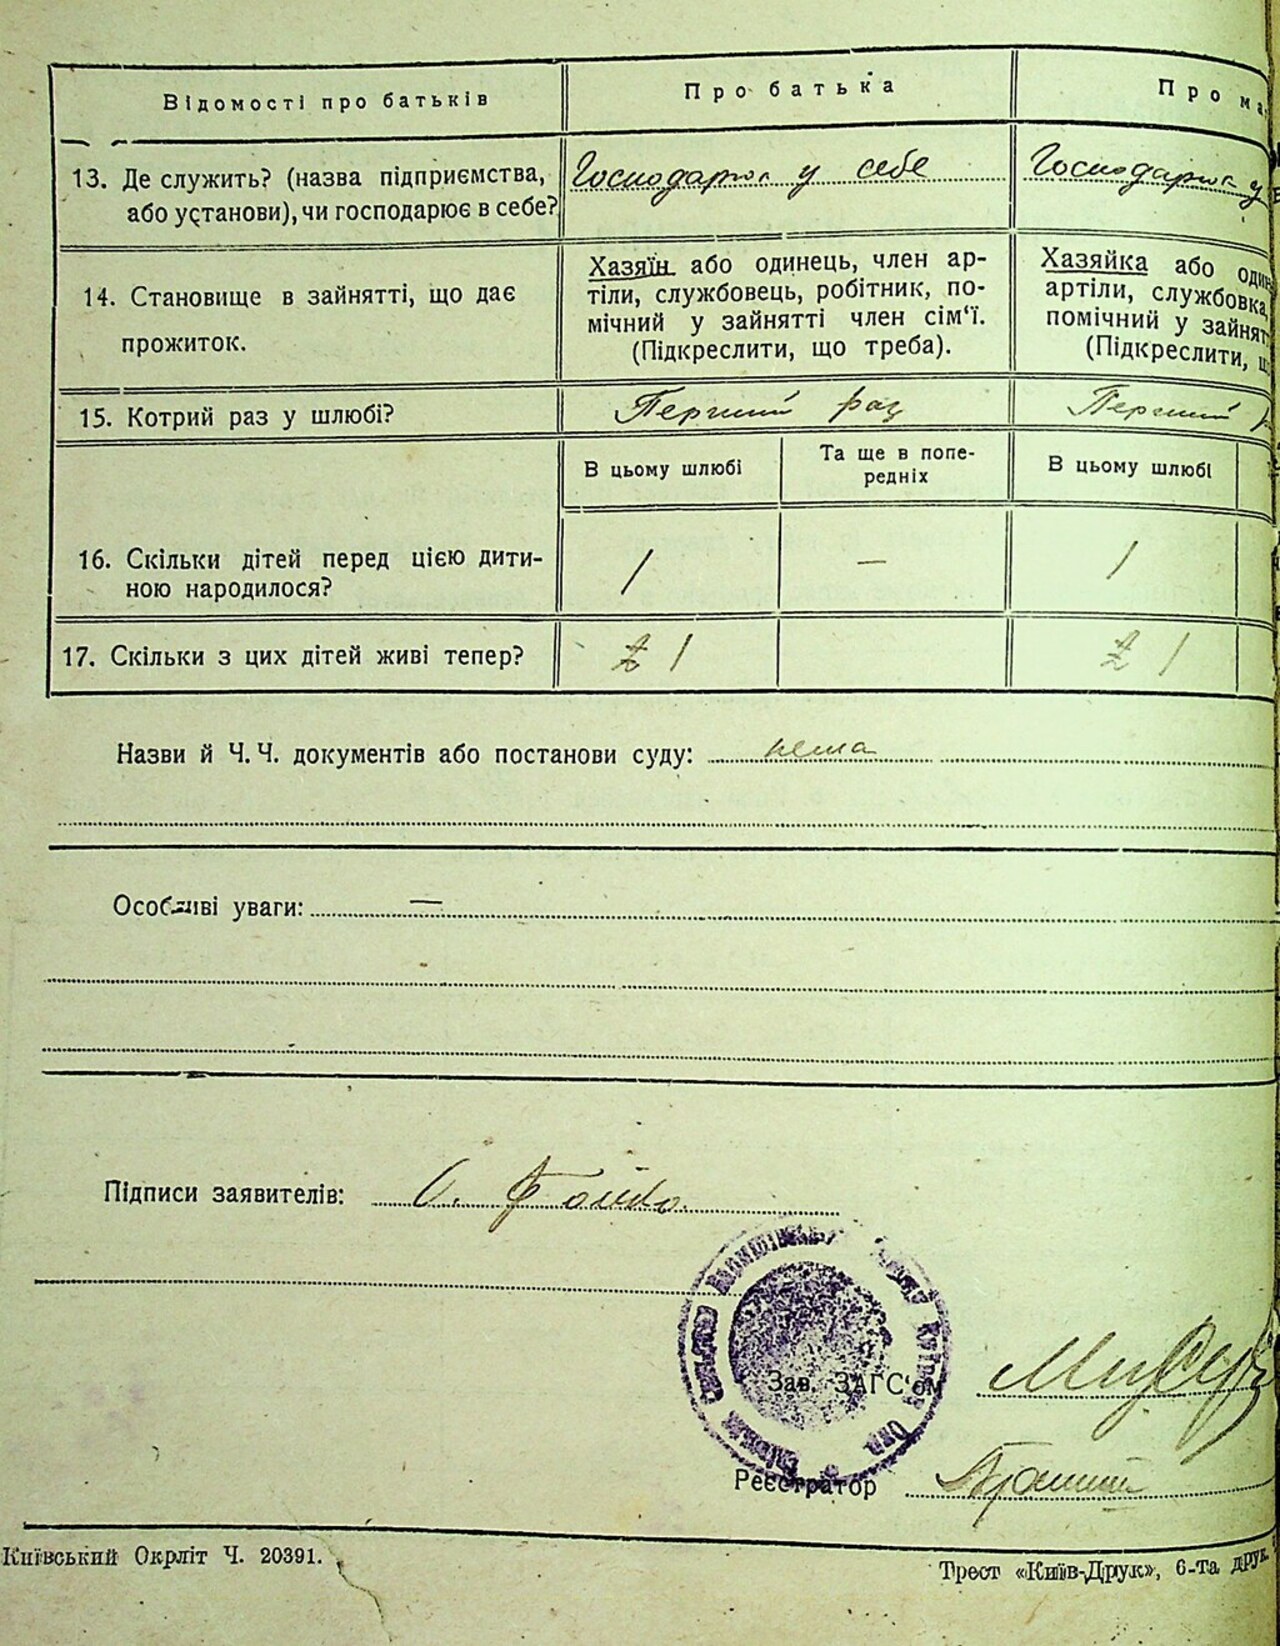 Відомості про батьків
Про батька
Про ма
13. Де служить? (назва підприємства,
або установи), чи господарює в себе?
Господарює у себе
Господарює у
14. Становище в зайнятті, що дає
прожиток.
Хазяїн або одинець, член ар-
тіли, службовець, робітник, по-
мічний у зайнятті член сім'ї.
(Підкреслити, що треба).
Хазяйка або один
артіли, службовка,
помічний у зайнят
(Підкреслити, щ
15. Котрий раз у шлюбі?
Перший раз
Перший р
В цьому шлюбі
Та ще в попе-
редніх
В цьому шлюбі
16. Скільки дітей перед цією дити-
ною народилося?
1
—
1
17. Скільки з цих дітей живі тепер?
1
1
Назви й Ч. Ч. документів або постанови суду: нема
Особливі уваги: —
Підписи заявителів:
Зав. ЗАГС'ом
Реєстратор
Київський Окрліт Ч. 20391.
Трест «Київ-Друк», 6-та друк.